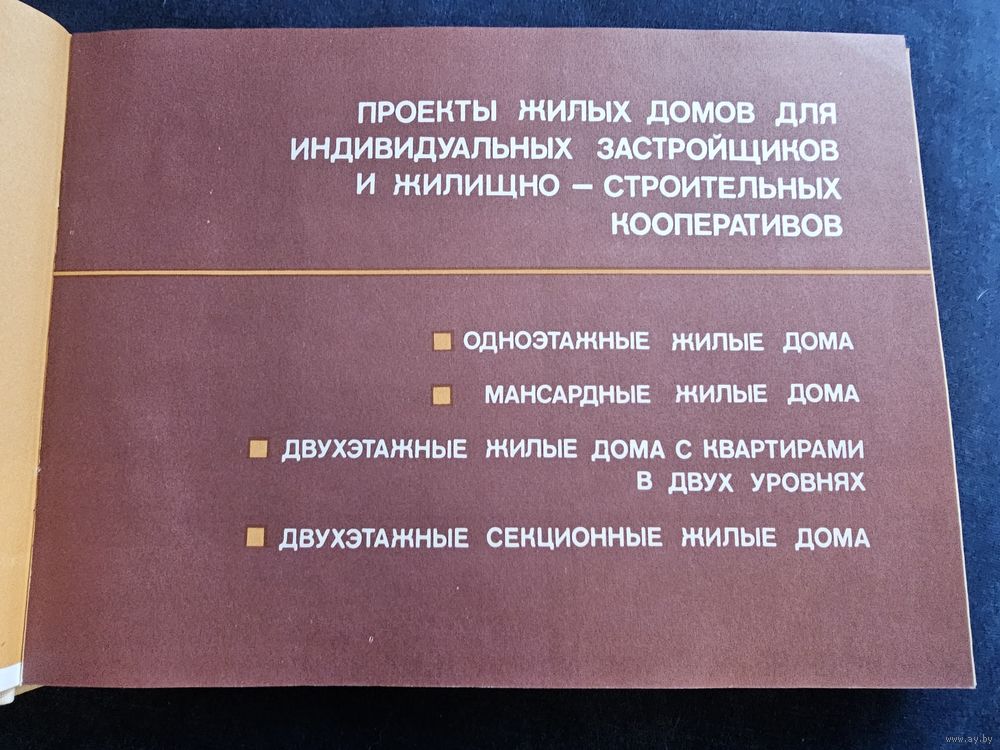 ПРОЕКТЫ ЖИЛЫХ ДОМОВ ДЛЯ
ИНДИВИДУАЛЬНЫХ ЗАСТРОЙЩИКОВ
И ЖИЛИЩНО – СТРОИТЕЛЬНЫХ
КООПЕРАТИВОВ
ОДНОЭТАЖНЫЕ ЖИЛЫЕ ДОМА
МАНСАРДНЫЕ ЖИЛЫЕ ДОМА
ДВУХЭТАЖНЫЕ ЖИЛЫЕ ДОМА С КВАРТИРАМИ
В ДВУХ УРОВНЯХ
ДВУХЭТАЖНЫЕ СЕКЦИОННЫЕ ЖИЛЫЕ ДОМА
www.ay.by